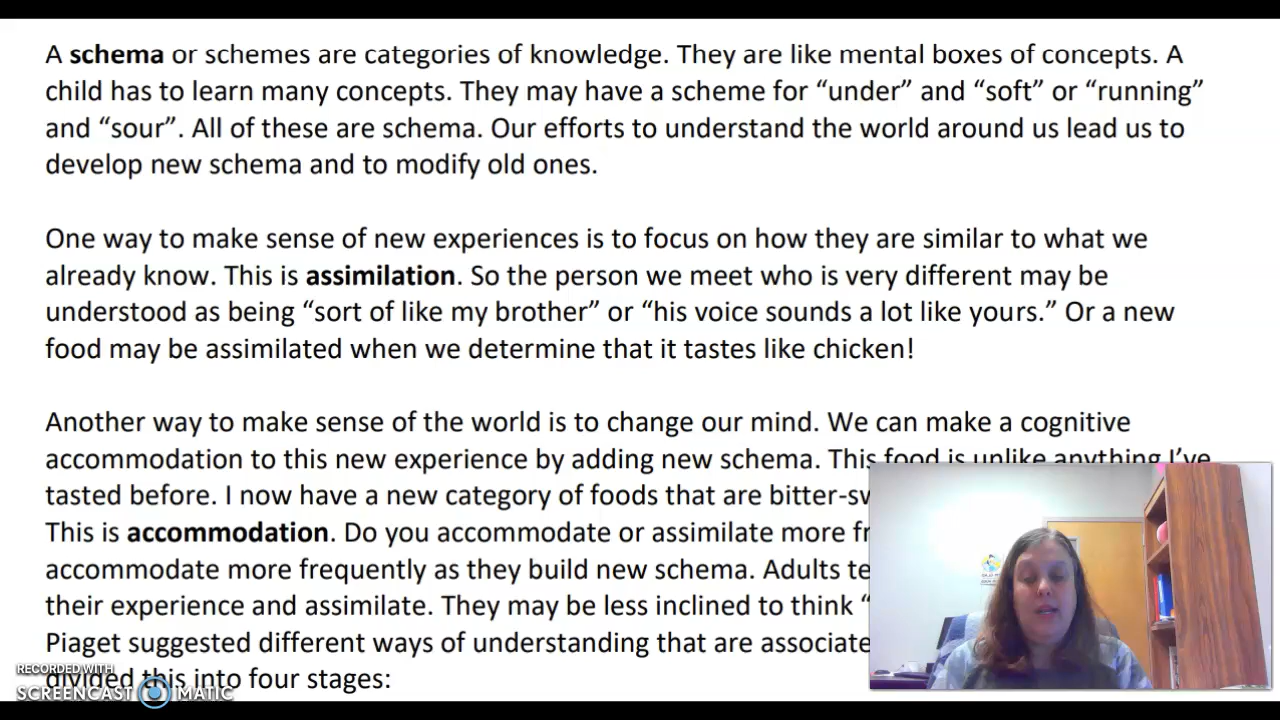 A schema or schemes are categories of knowledge. They are like mental boxes of concepts. A
child has to learn many concepts. They may have a scheme for “under” and “soft” or “running”
and “sour”. All of these are schema. Our efforts to understand the world around us lead us to
develop new schema and to modify old ones.
One way to make sense of new experiences is to focus on how they are similar to what we
already know. This is assimilation. So the person we meet who is very different may be
understood as being “sort of like my brother” or “his voice sounds a lot like yours.” Or a new
food may be assimilated when we determine that it tastes like chicken!
Another way to make sense of the world is to change our mind. We can make a cognitive
accommodation to this new experience by adding new schema. This food is unlike anything I’ve
tasted before. I now have a new category of foods that are
This is accommodation. Do you accommodate or assimilate more
accommodate more frequently as they build new schema. Adults
their experience and assimilate. They may be less inclined to think
Piaget suggested different ways of understanding that are
divided this into four stages:
RECORDED WITH
SCREENCAST MATIC